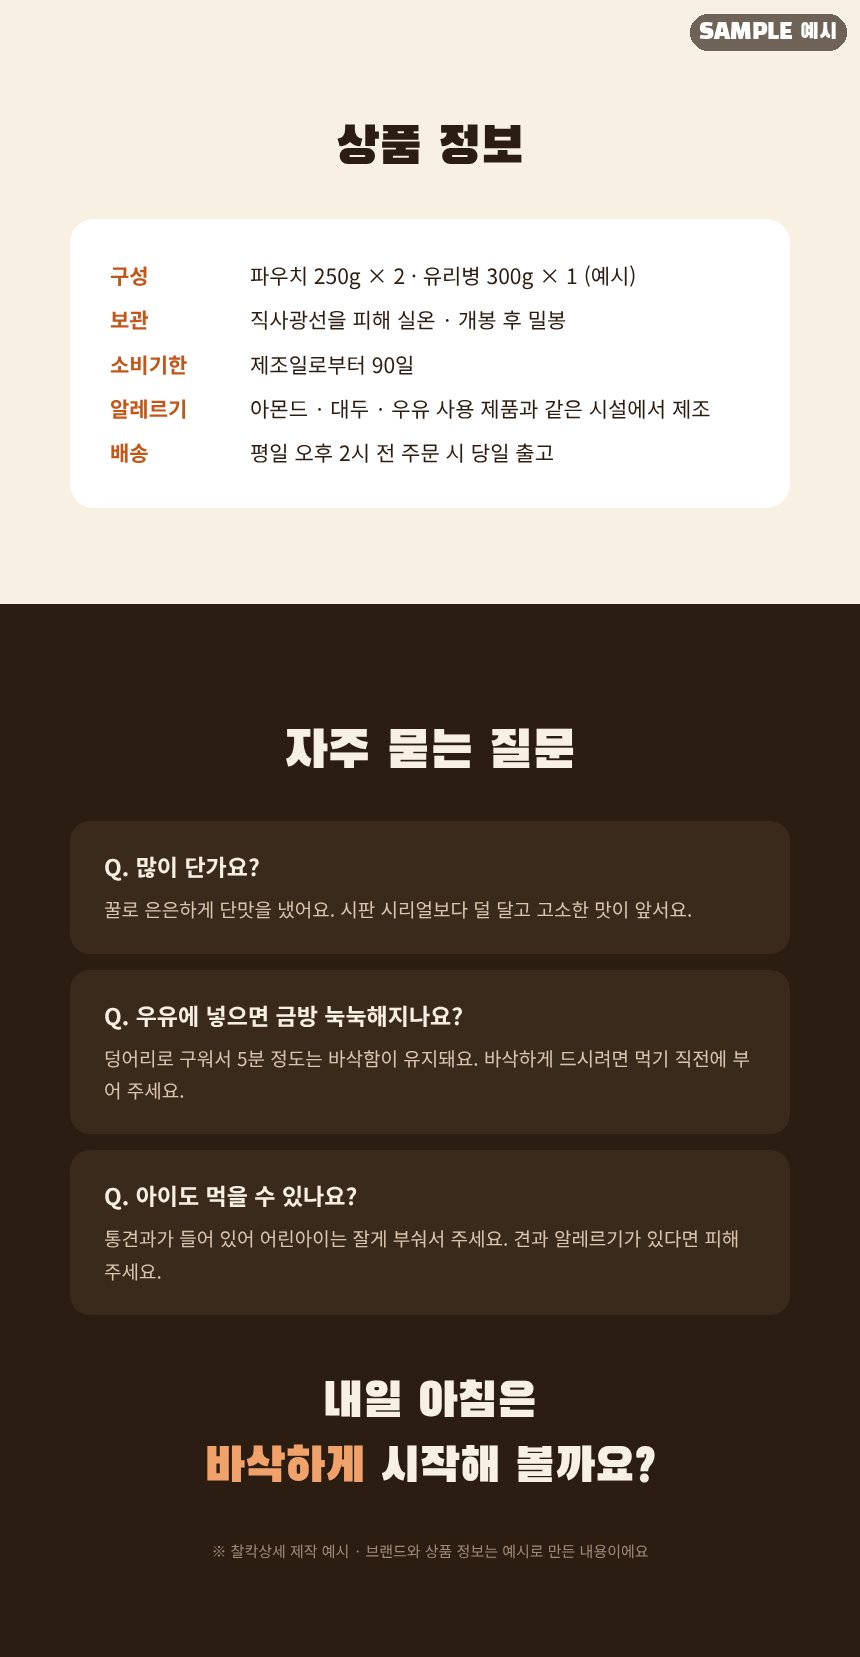 SAMPLE 예시
상품 정보
구성 파우치 250g × 2 · 유리병 300g × 1 (예시)
보관 직사광선을 피해 실온 · 개봉 후 밀봉
소비기한 제조일로부터 90일
알레르기 아몬드 · 대두 · 우유 사용 제품과 같은 시설에서 제조
배송 평일 오후 2시 전 주문 시 당일 출고
자주 묻는 질문
Q. 많이 단가요?
꿀로 은은하게 단맛을 냈어요. 시판 시리얼보다 덜 달고 고소한 맛이 앞서요.
Q. 우유에 넣으면 금방 눅눅해지나요?
덩어리로 구워서 5분 정도는 바삭함이 유지돼요. 바삭하게 드시려면 먹기 직전에 부
어 주세요.
Q. 아이도 먹을 수 있나요?
통견과가 들어 있어 어린아이는 잘게 부숴서 주세요. 견과 알레르기가 있다면 피해
주세요.
내일 아침은
바삭하게 시작해 볼까요?
※ 찰칵상세 제작 예시 · 브랜드와 상품 정보는 예시로 만든 내용이에요